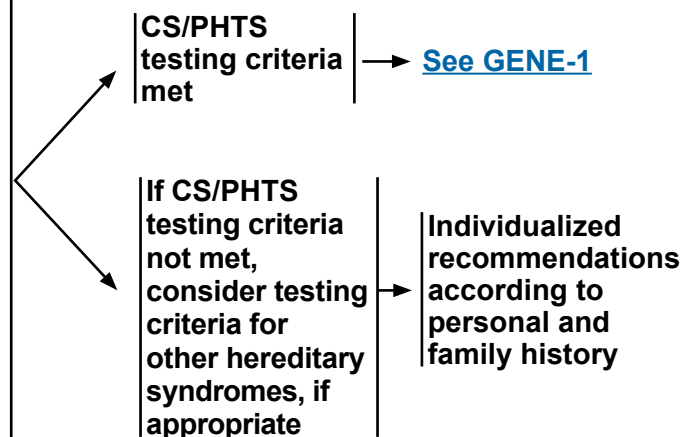 CS/PHTS
testing criteria
met
See GENE-1
If CS/PHTS
testing criteria
not met,
consider testing
criteria for
other hereditary
syndromes, if
appropriate
Individualized
recommendations
according to
personal and
family history